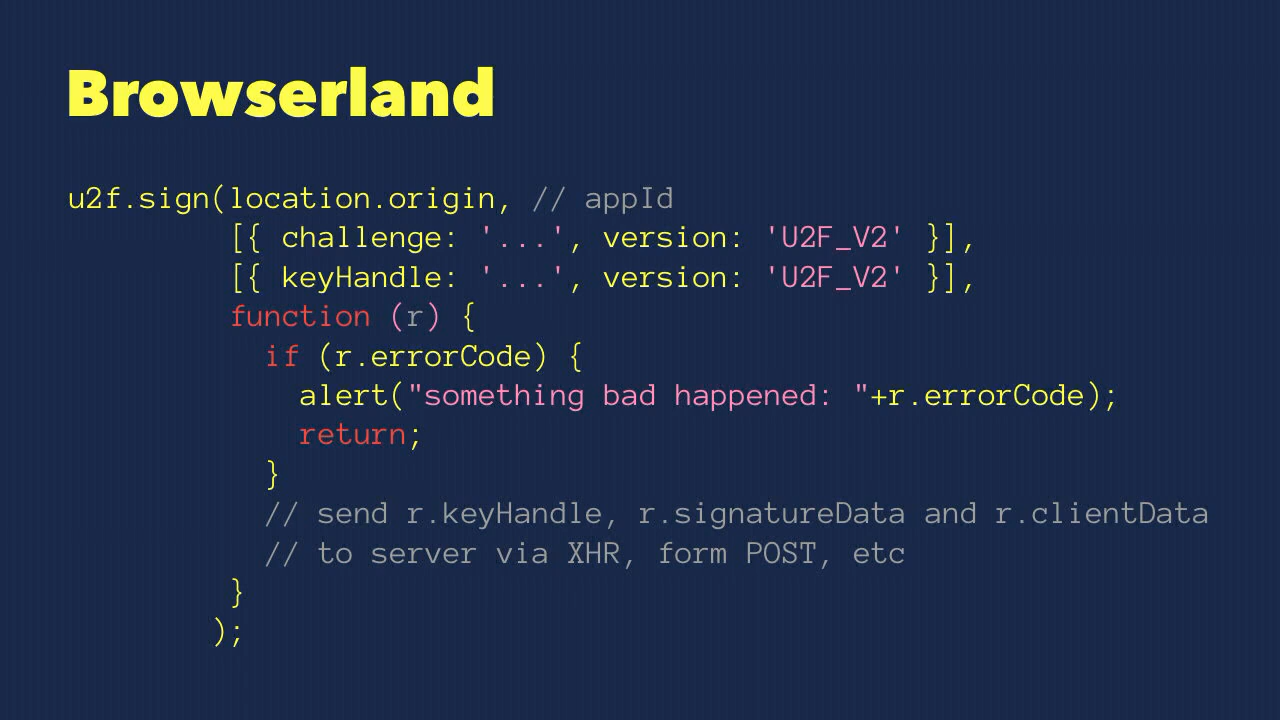 Browserland
u2f.sign(location.origin, // appId
[{ challenge: '...', version: 'U2F_V2' }],
[{ keyHandle: '...', version: 'U2F_V2' }],
function (r) {
if (r.errorCode) {
alert("something bad happened: "+r.errorCode);
return;
}
// send r.keyHandle, r.signatureData and r.clientData
// to server via XHR, form POST, etc
}
);